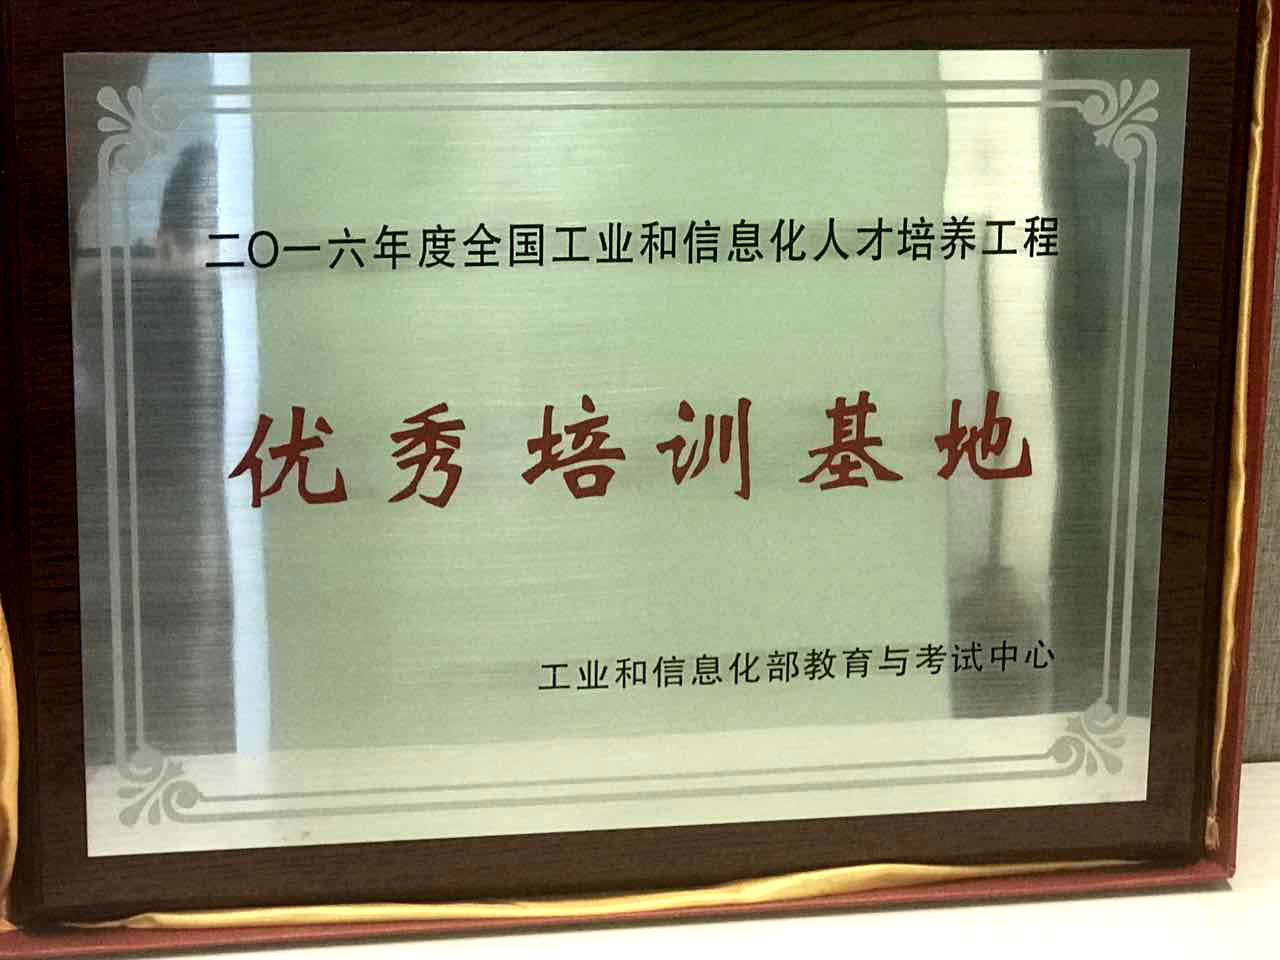 二〇一六年度全国工业和信息化人才培养工程
优秀培训基地
工业和信息化部教育与考试中心